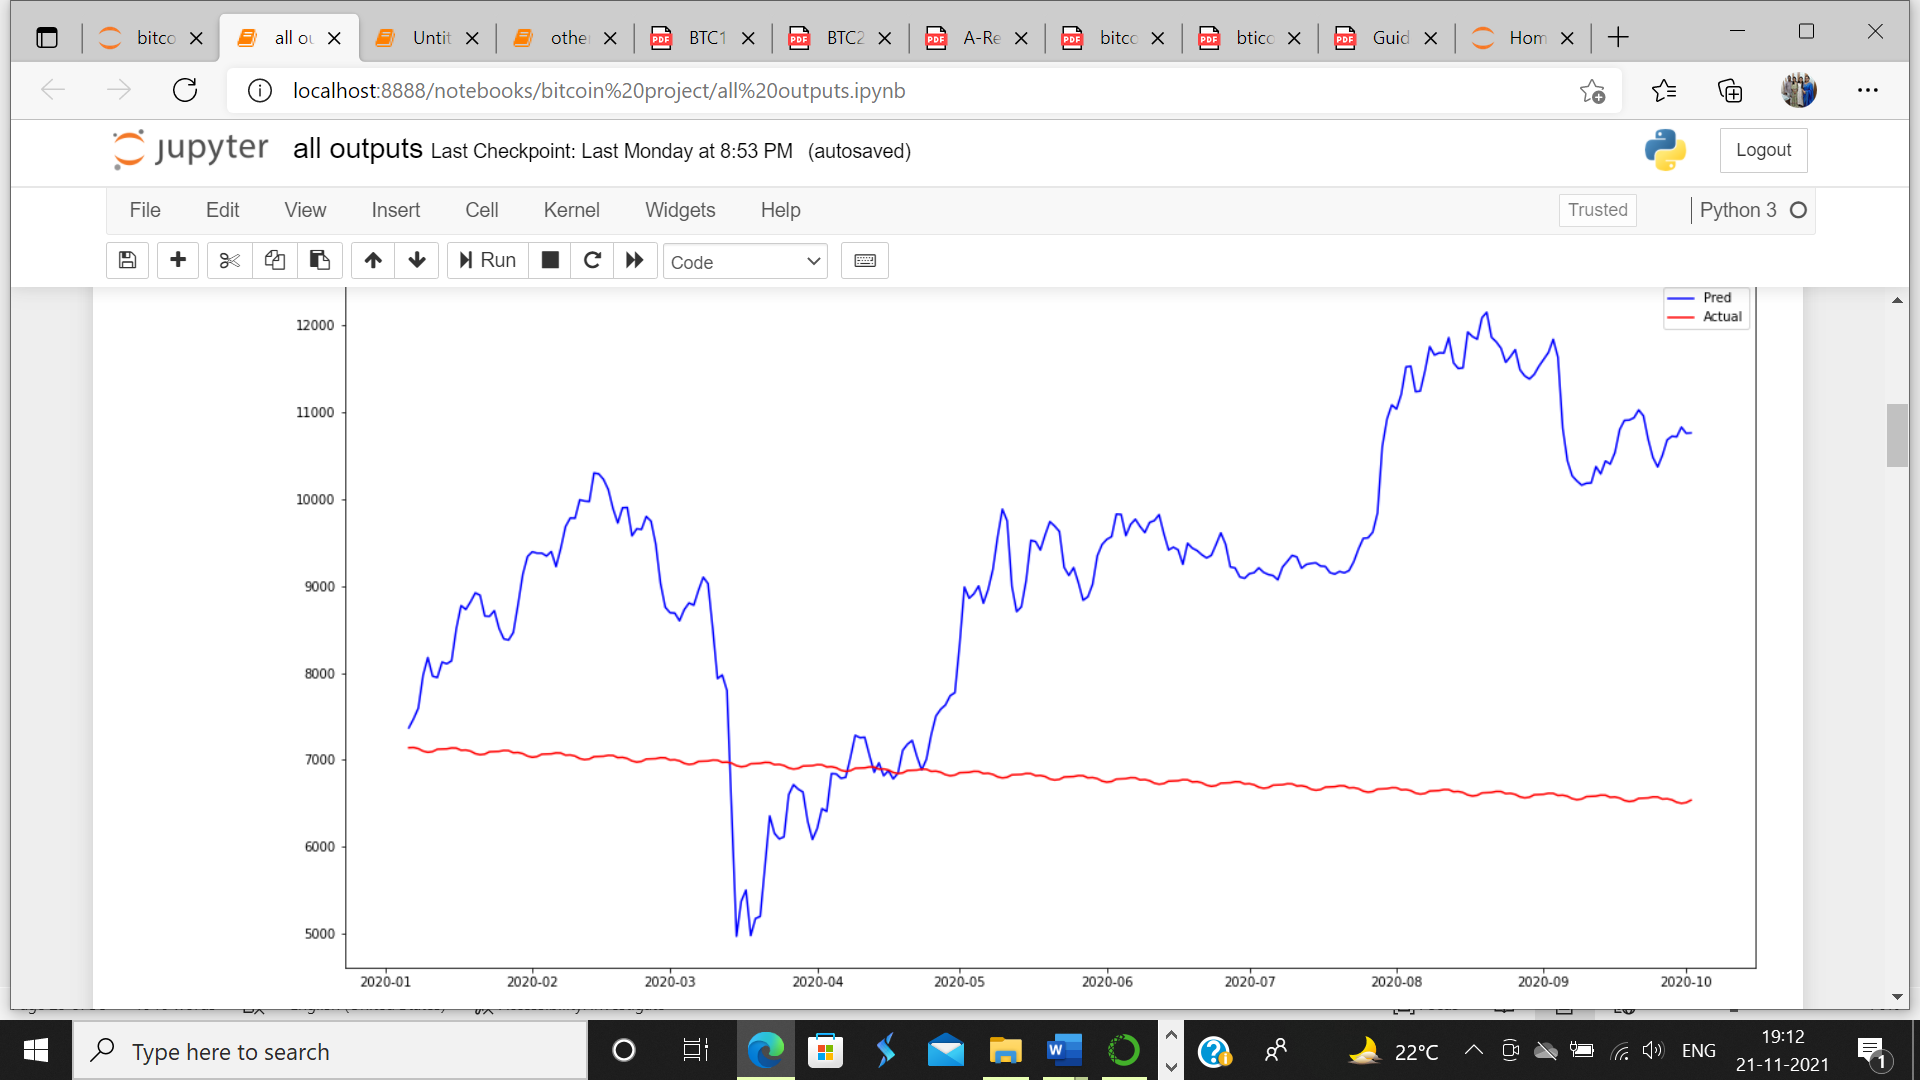 bitco all ou Untit other BTC1 BTC2 A-Re bitco bticc Guid Hom
localhost:8888/notebooks/bitcoin%20project/all%20outputs.ipynb
jupyter all outputs Last Checkpoint: Last Monday at 8:53 PM (autosaved) Logout
File Edit View Insert Cell Kernel Widgets Help Trusted Python 3
Run Code
Pred
Actual
12000
11000
10000
9000
8000
7000
6000
5000
2020-01 2020-02 2020-03 2020-04 2020-05 2020-06 2020-07 2020-08 2020-09 2020-10
Type here to search 22°C ENG 19:12
21-11-2021
1